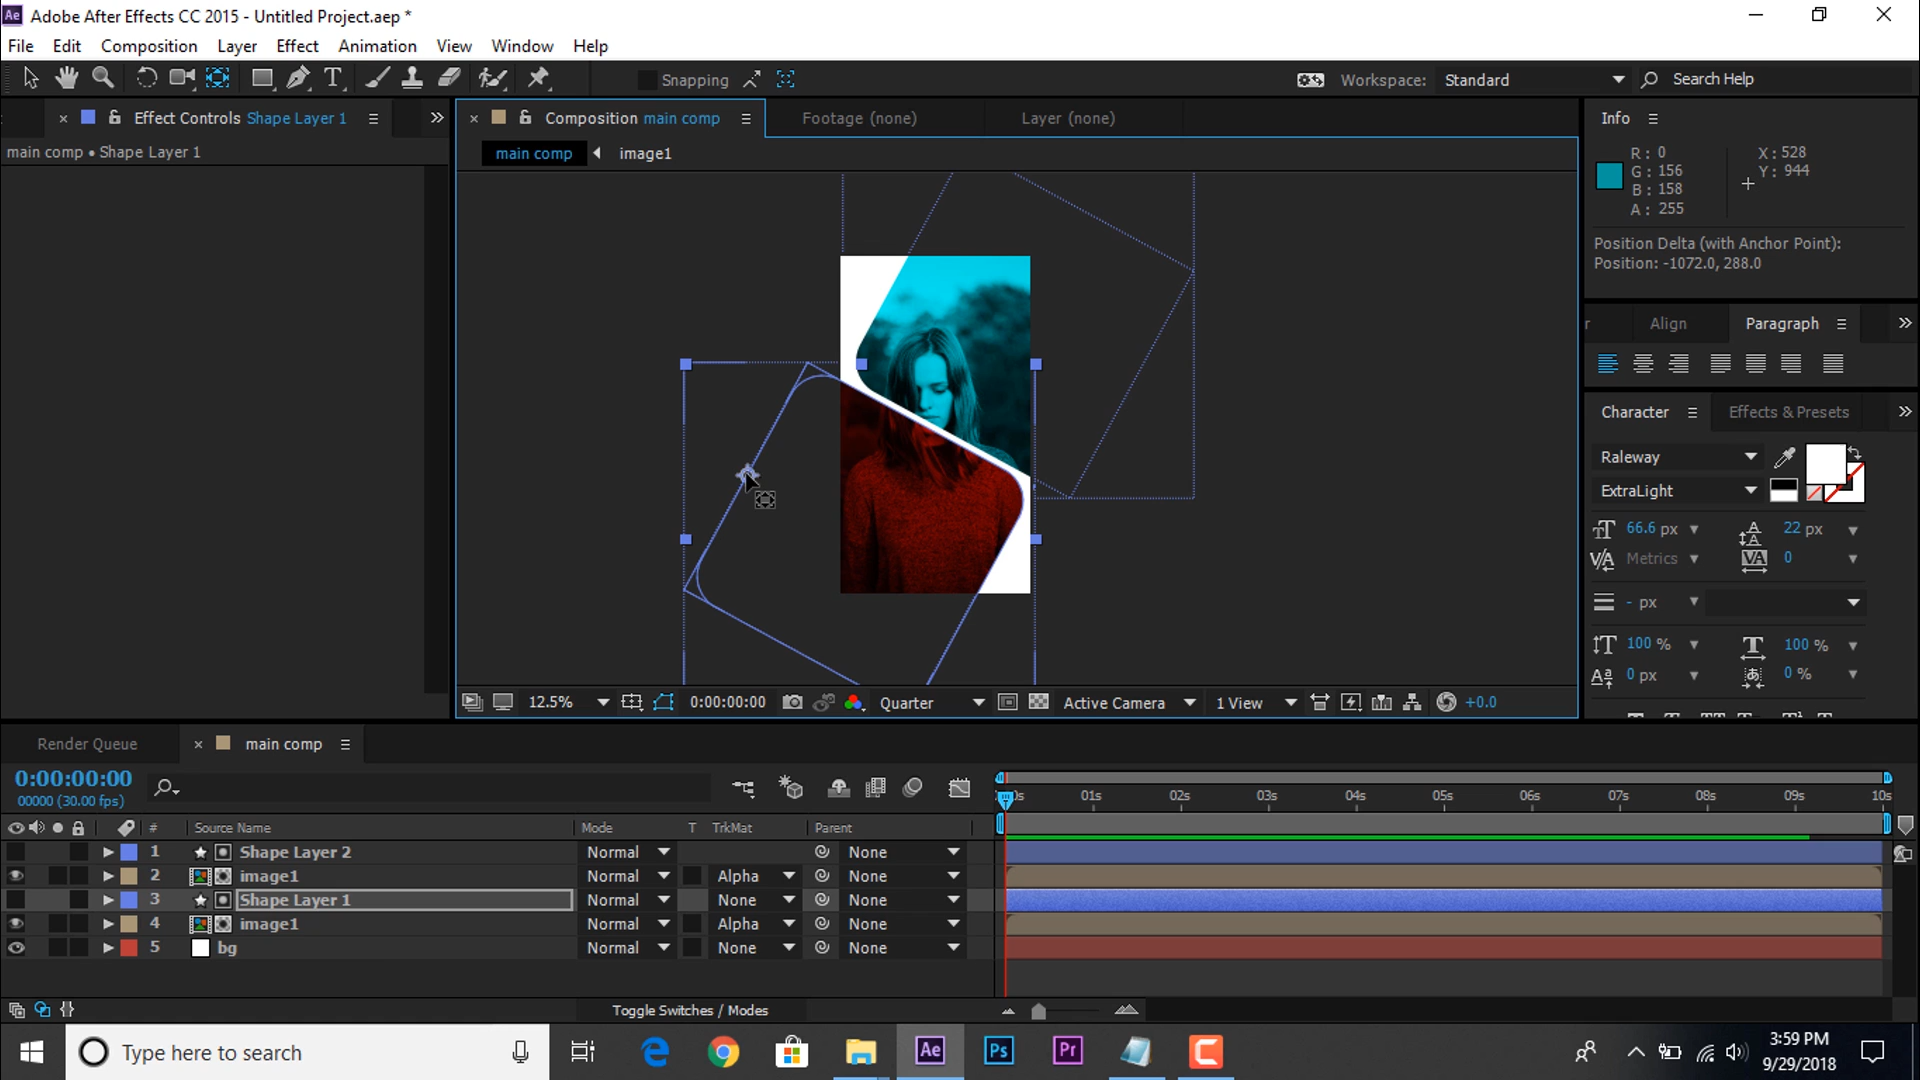 Ae Adobe After Effects CC 2015 - Untitled Project.aep *
File Edit Composition Layer Effect Animation View Window Help
Snapping
Workspace: Standard
Search Help
Effect Controls Shape Layer 1
Composition main comp
Footage (none)
Layer (none)
Info
main comp • Shape Layer 1
main comp
image1
R: 0
G: 156
B: 158
A: 255
X: 528
Y: 944
Position Delta (with Anchor Point):
Position: -1072.0, 288.0
Align
Paragraph
Character
Effects & Presets
Raleway
ExtraLight
66.6 px
22 px
Metrics
0
- px
100 %
100 %
0 px
0 %
12.5%
0:00:00:00
Quarter
Active Camera
1 View
+0.0
Render Queue
main comp
0:00:00:00
00000 (30.00 fps)
01s 02s 03s 04s 05s 06s 07s 08s 09s 10s
# Source Name Mode T TrkMat Parent
1 Shape Layer 2 Normal None
2 image1 Normal Alpha None
3 Shape Layer 1 Normal None None
4 image1 Normal Alpha None
5 bg Normal None None
Toggle Switches / Modes
Type here to search
Ae
Ps
Pr
3:59 PM
9/29/2018